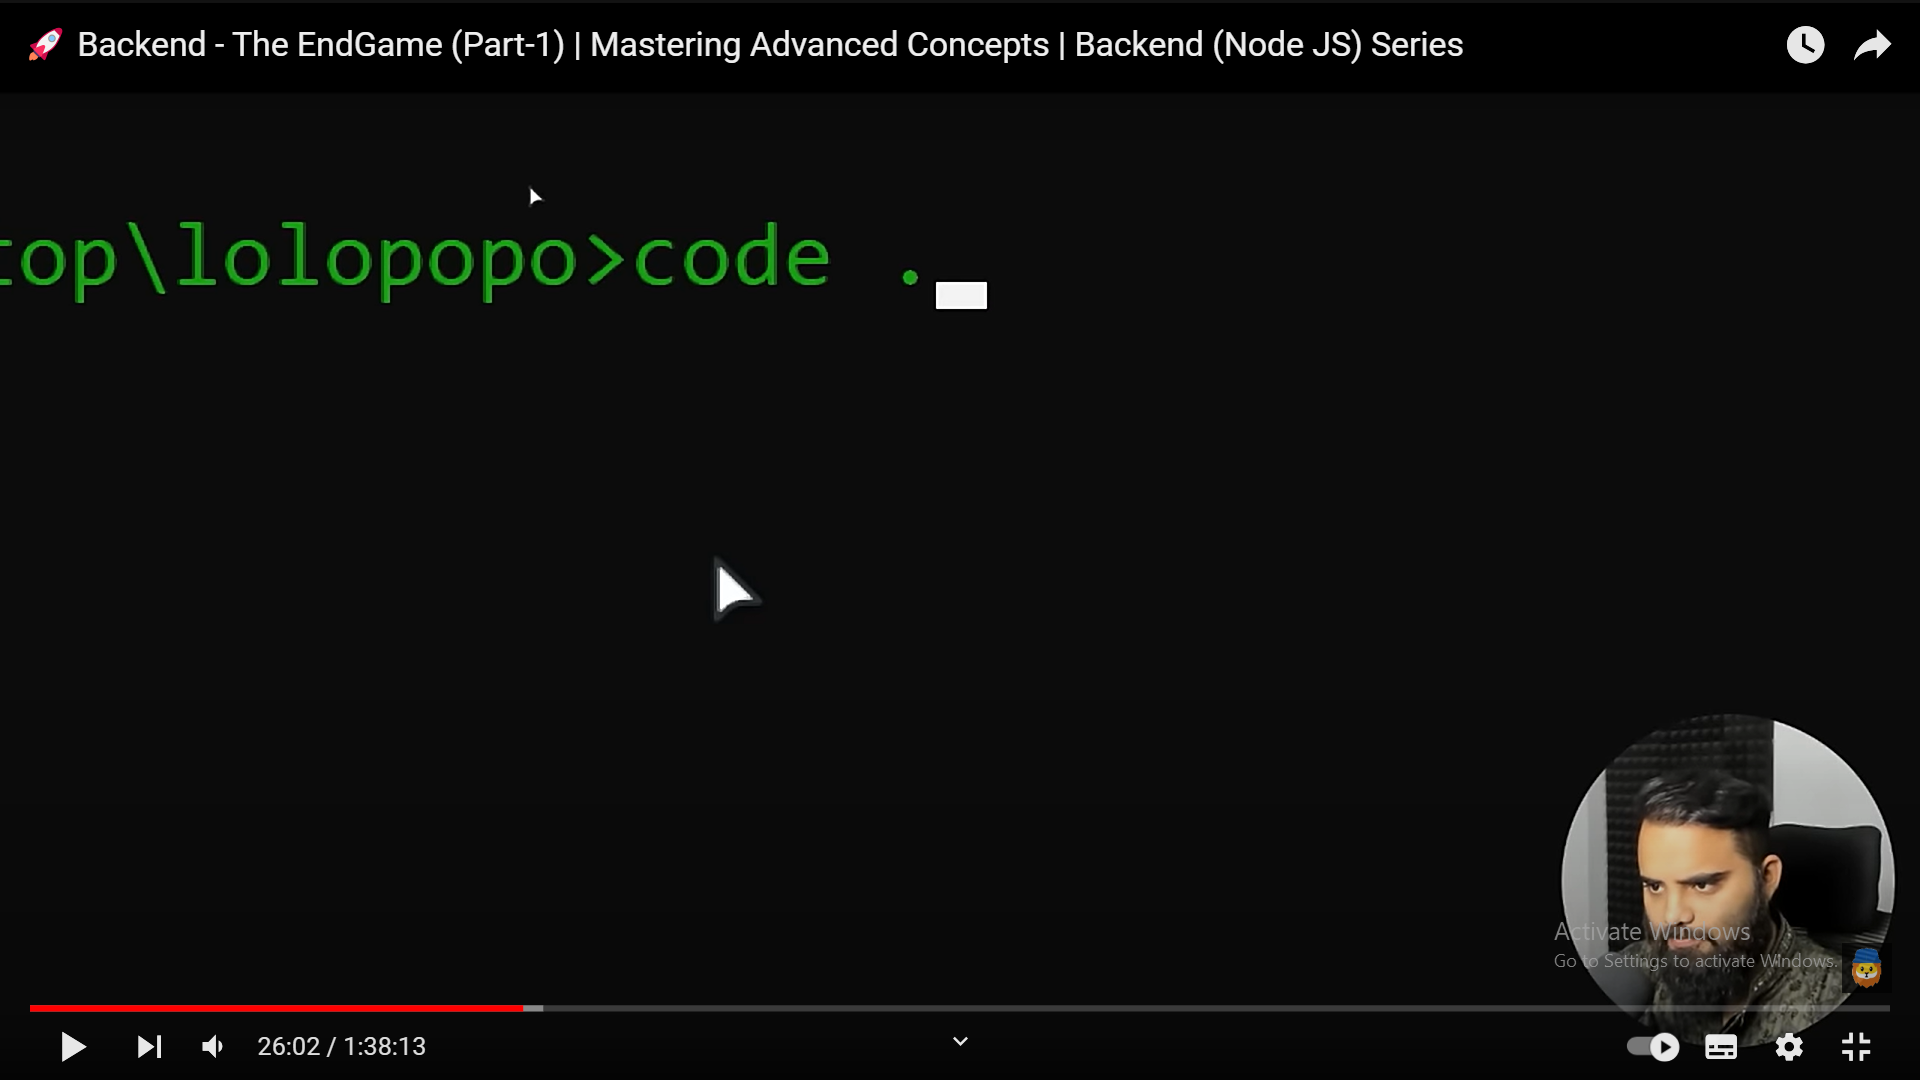 🚀 Backend - The EndGame (Part-1) | Mastering Advanced Concepts | Backend (Node JS) Series
top\lolopopo>code .
Activate Windows
Go to Settings to activate Windows.
26:02 / 1:38:13